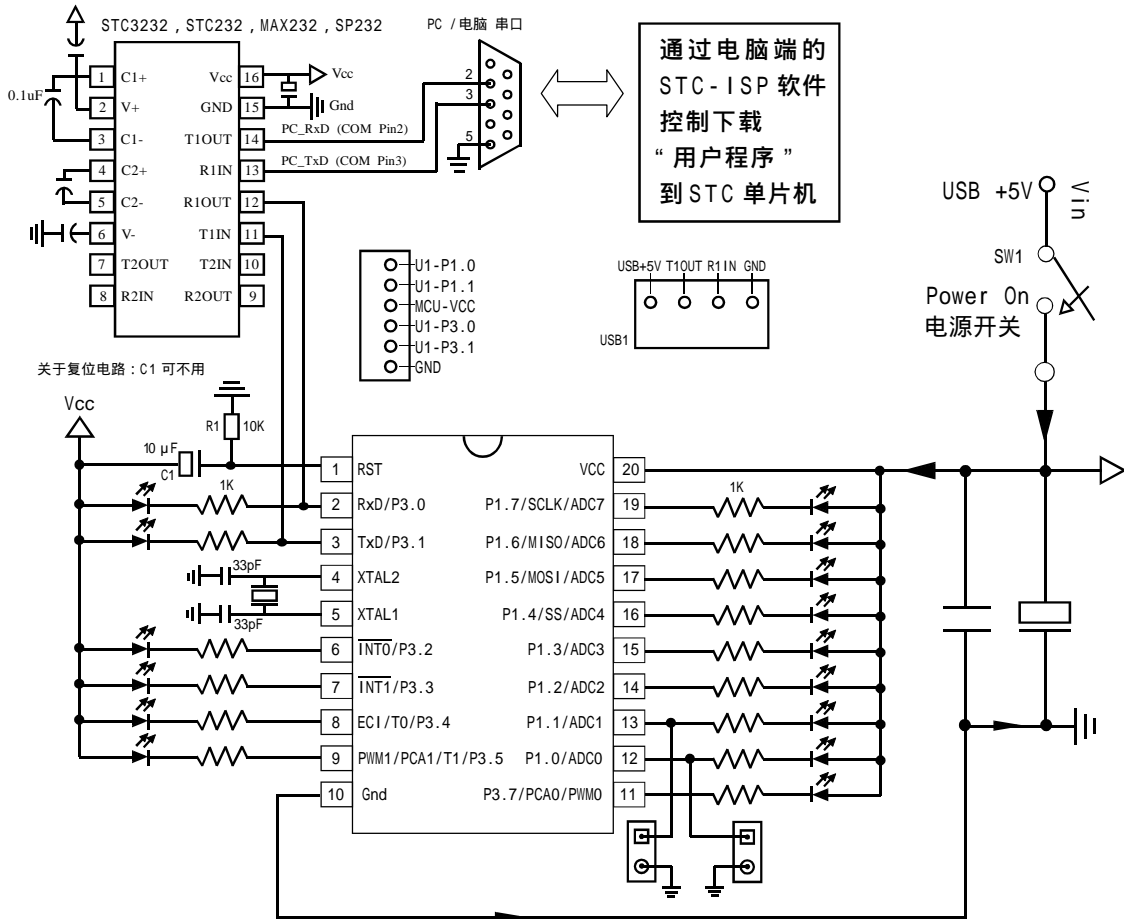 STC3232 , STC232 , MAX232 , SP232
0.1uF
1 C1+ Vcc 16 Vcc
2 V+ GND 15 Gnd
3 C1- T1OUT 14
4 C2+ R1IN 13
5 C2- R1OUT 12
6 V- T1IN 11
7 T2OUT T2IN 10
8 R2IN R2OUT 9
PC_RxD (COM Pin2)
PC_TxD (COM Pin3)
PC / 电脑 串口
2
3
5
通过电脑端的
STC-ISP 软件
控制下载
“ 用户程序 ”
到 STC 单片机
U1-P1.0
U1-P1.1
MCU-VCC
U1-P3.0
U1-P3.1
GND
USB+5V T1OUT R1IN GND
USB1
USB +5V
Vin
SW1
Power On
电源开关
关于复位电路 : C1 可不用
Vcc
R1 10K
10 μF
C1
1K
33pF
33pF
1 RST VCC 20
2 RxD/P3.0 P1.7/SCLK/ADC7 19
3 TxD/P3.1 P1.6/MISO/ADC6 18
4 XTAL2 P1.5/MOSI/ADC5 17
5 XTAL1 P1.4/SS/ADC4 16
6 INT0/P3.2 P1.3/ADC3 15
7 INT1/P3.3 P1.2/ADC2 14
8 ECI/T0/P3.4 P1.1/ADC1 13
9 PWM1/PCA1/T1/P3.5 P1.0/ADC0 12
10 Gnd P3.7/PCA0/PWM0 11
1K